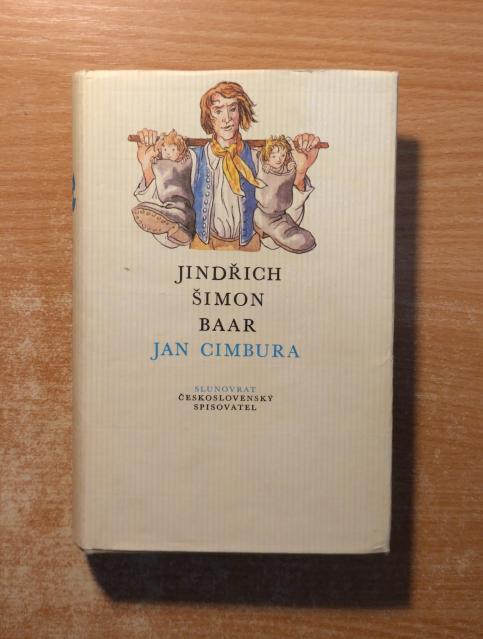 JINDŘICH
ŠIMON
BAAR
JAN CIMBURA
SLUNOVRAT
ČESKOSLOVENSKÝ
SPISOVATEL